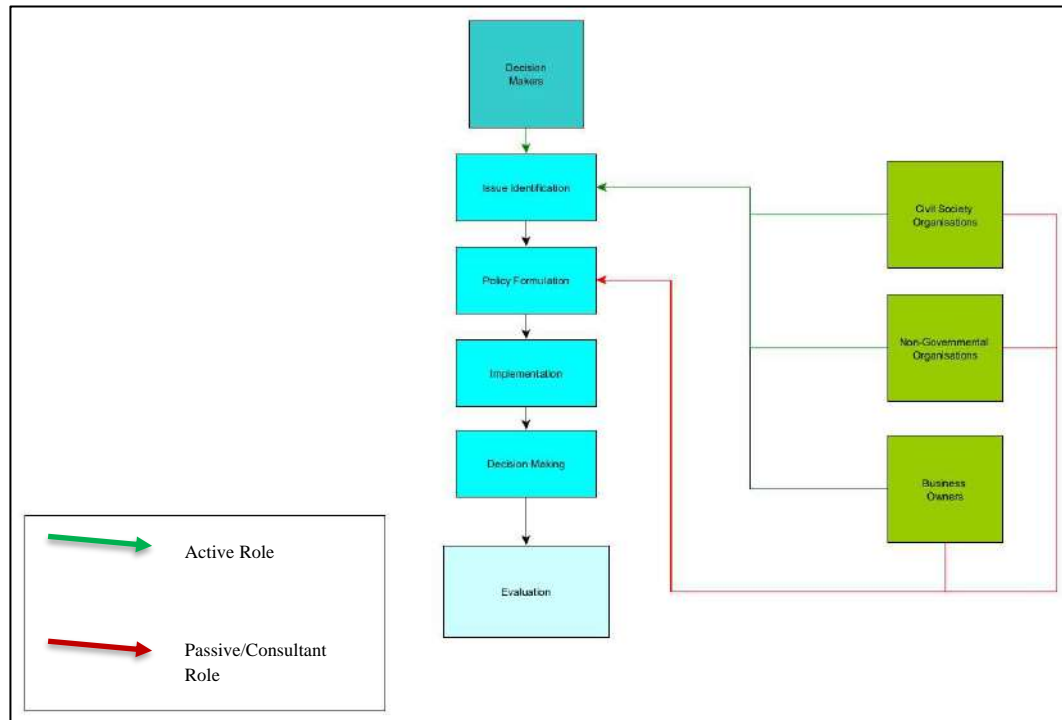 Decision
Makers
Issue Identification
Civil Society
Organisations
Policy Formulation
Non-Governmental
Organisations
Implementation
Decision Making
Business
Owners
Evaluation
Active Role
Passive/Consultant
Role